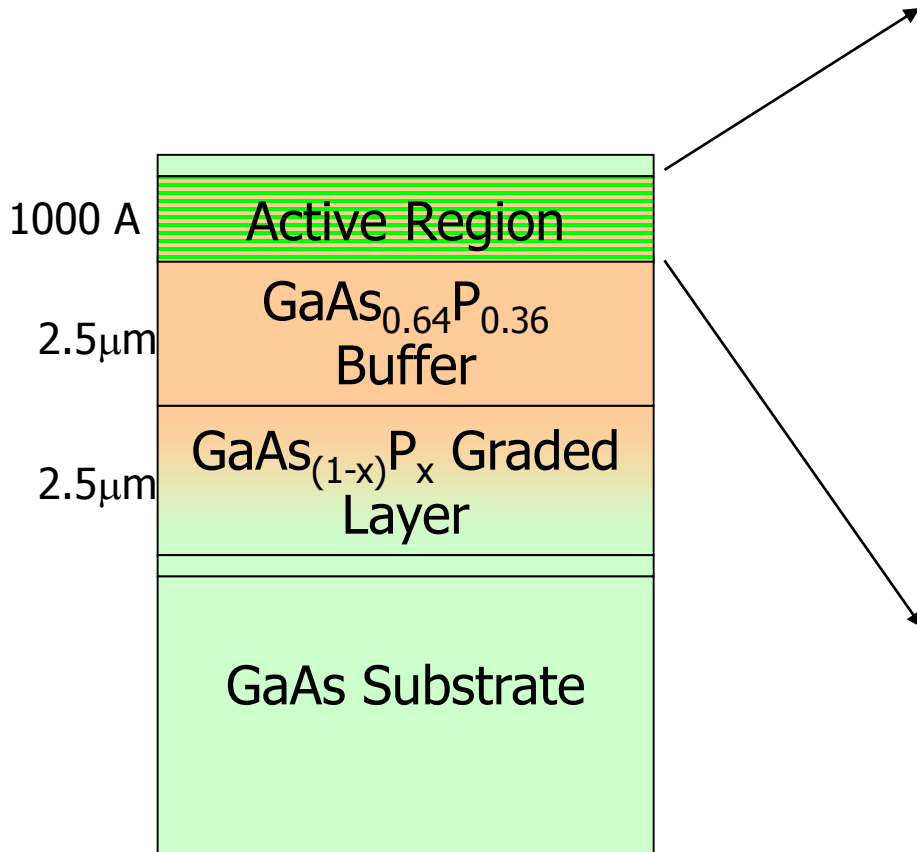 1000 A
Active Region
2.5μm
GaAs0.64P0.36
Buffer
2.5μm
GaAs(1-x)Px Graded
Layer
GaAs Substrate